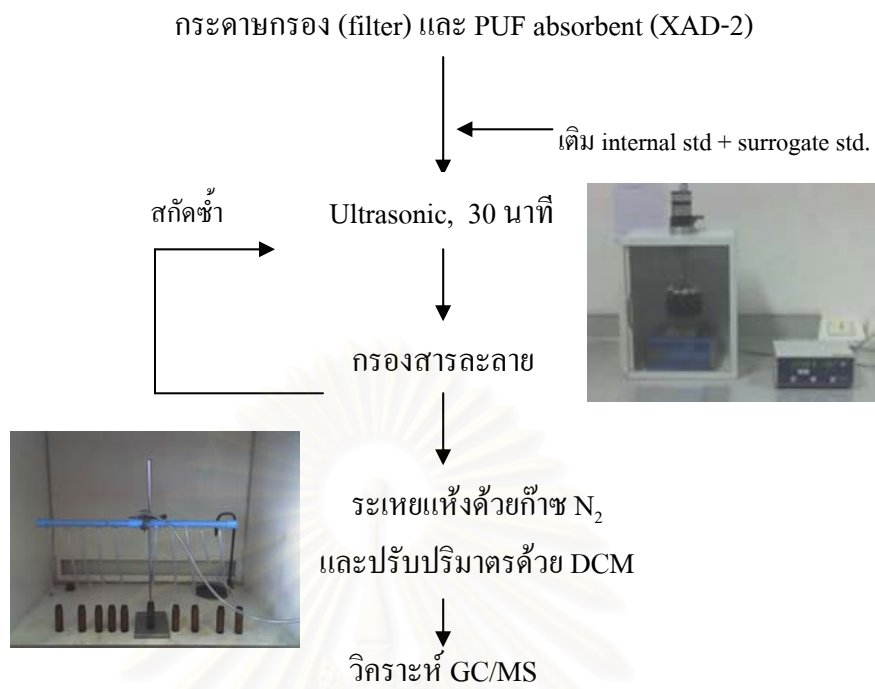 กระดาษกรอง (filter) และ PUF absorbent (XAD-2)
เติม internal std + surrogate std.
สกัดซ้ำ
Ultrasonic, 30 นาที
กรองสารละลาย
ระเหยแห้งด้วยก๊าซ N₂
และปรับปริมาตรด้วย DCM
วิคราะห์ GC/MS